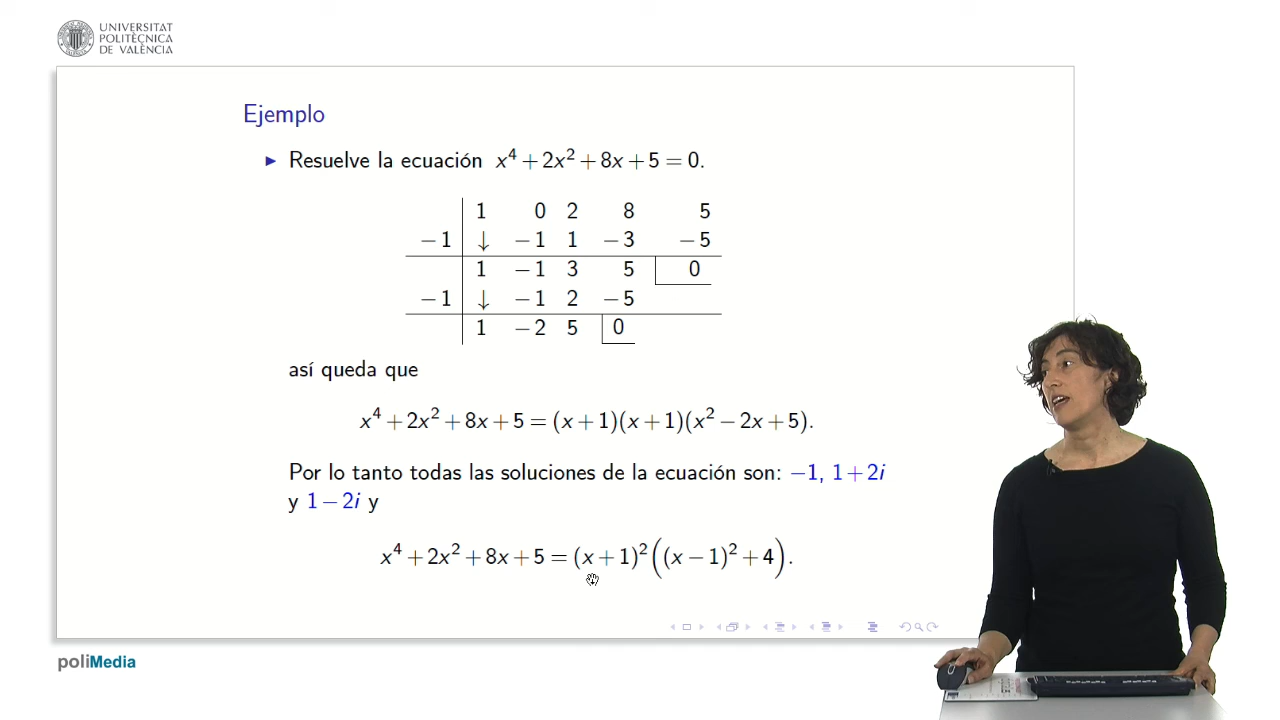 UNIVERSITAT
POLITÈCNICA
DE VALÈNCIA
Ejemplo
Resuelve la ecuación x⁴ + 2x² + 8x + 5 = 0.
1 0 2 8 5
−1 ↓ −1 1 −3 −5
1 −1 3 5 0
−1 ↓ −1 2 −5
1 −2 5 0
así queda que
x⁴ + 2x² + 8x + 5 = (x + 1)(x + 1)(x² − 2x + 5).
Por lo tanto todas las soluciones de la ecuación son: −1, 1 + 2i
y 1 − 2i y
x⁴ + 2x² + 8x + 5 = (x + 1)²((x − 1)² + 4).
poliMedia